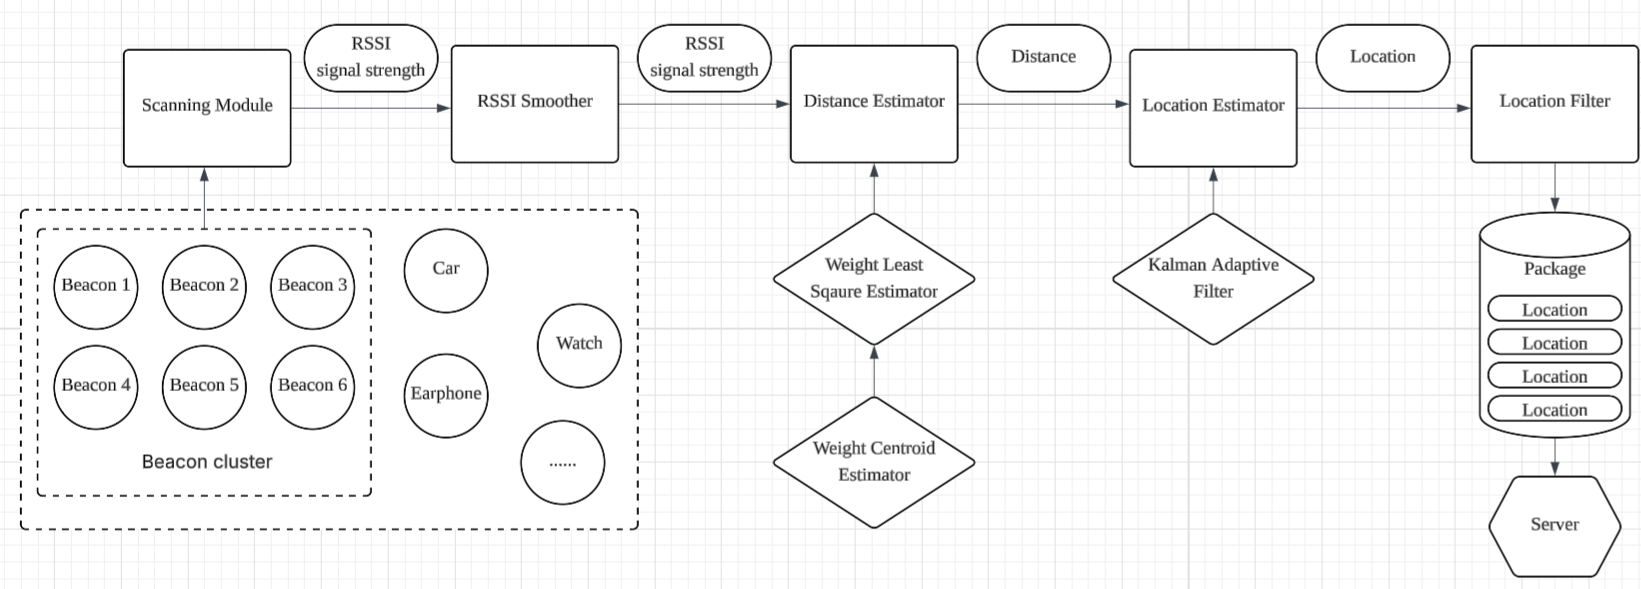 RSSI
signal strength
RSSI
signal strength
Distance
Location
Scanning Module
RSSI Smoother
Distance Estimator
Location Estimator
Location Filter
Beacon 1
Beacon 2
Beacon 3
Beacon 4
Beacon 5
Beacon 6
Beacon cluster
Car
Watch
Earphone
......
Weight Least
Sqaure Estimator
Weight Centroid
Estimator
Kalman Adaptive
Filter
Package
Location
Location
Location
Location
Server